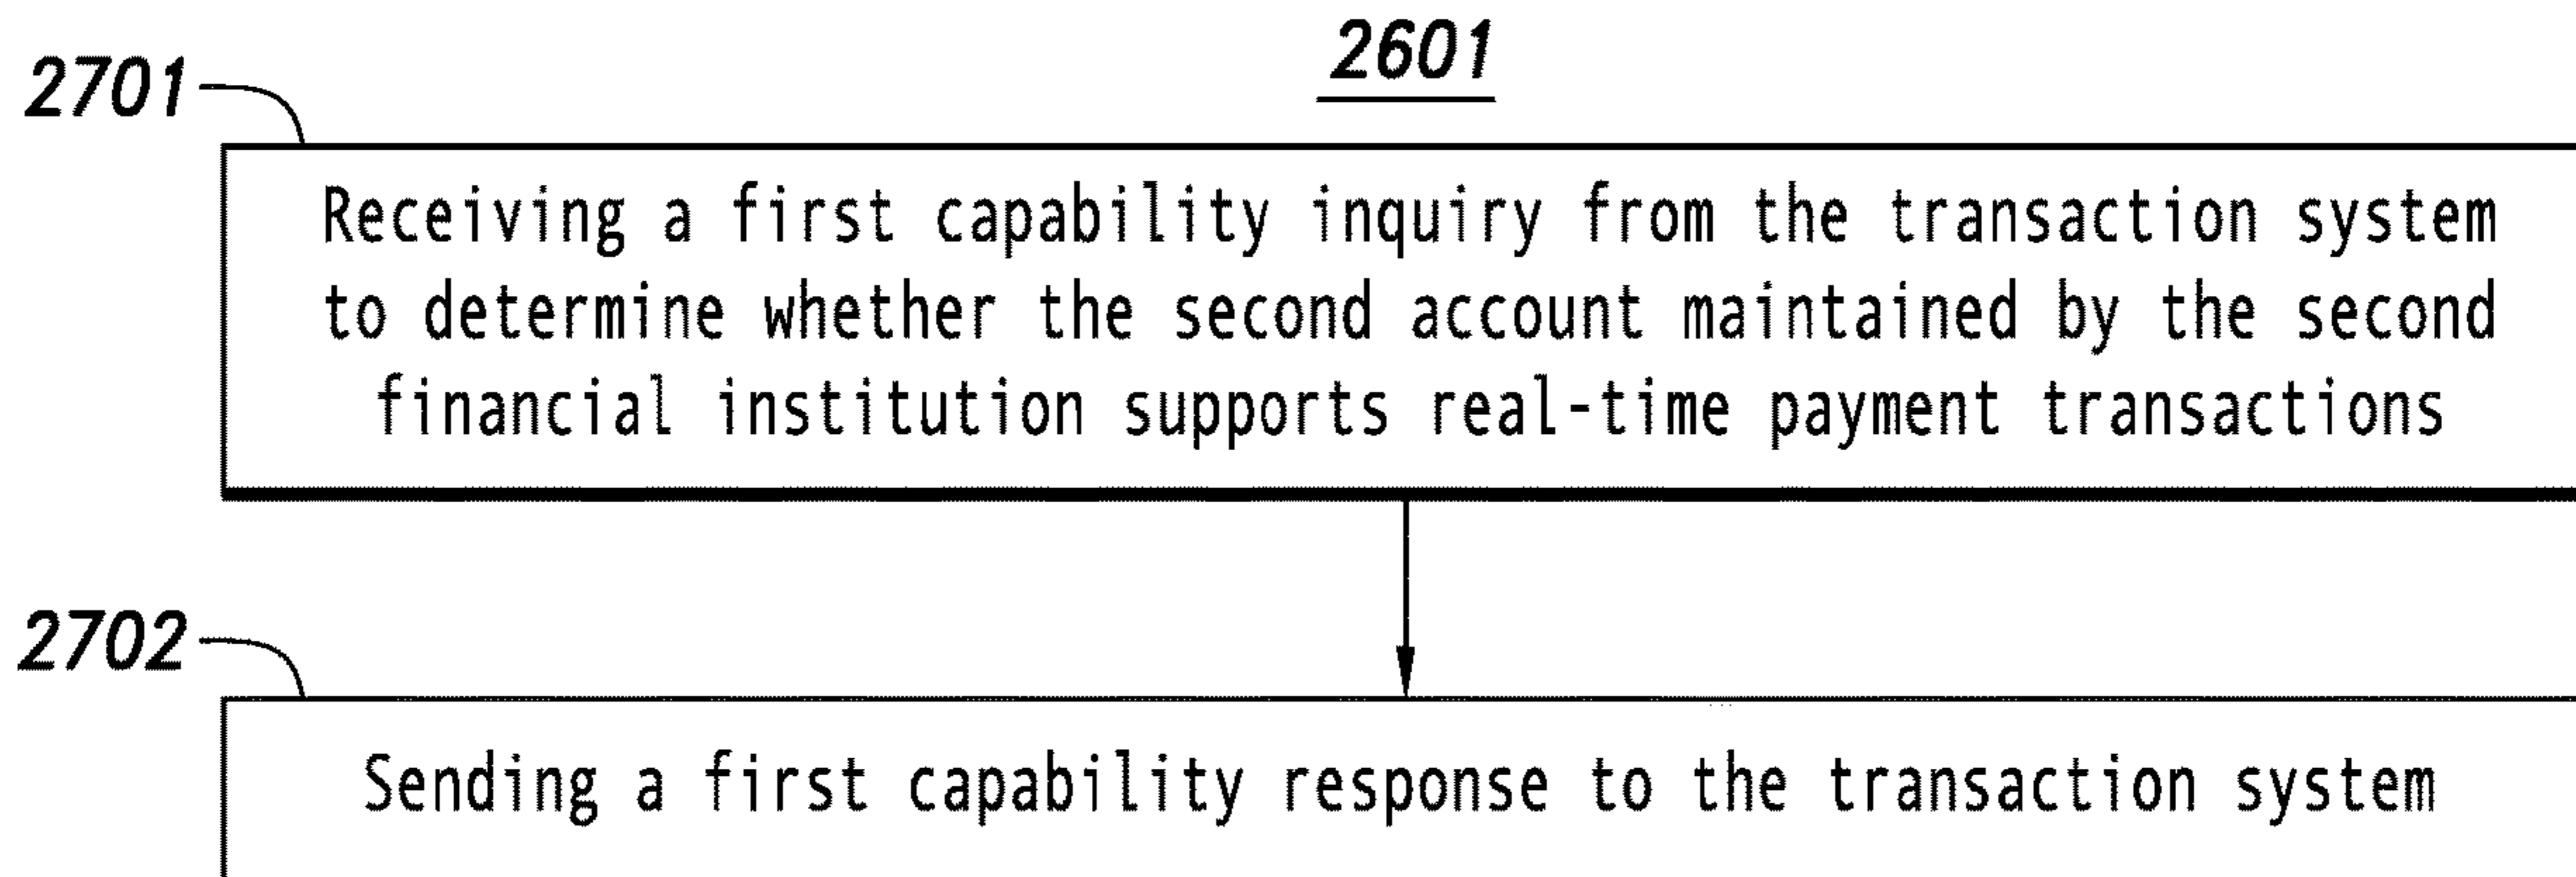 2601
2701
Receiving a first capability inquiry from the transaction system
to determine whether the second account maintained by the second
financial institution supports real-time payment transactions
2702
Sending a first capability response to the transaction system